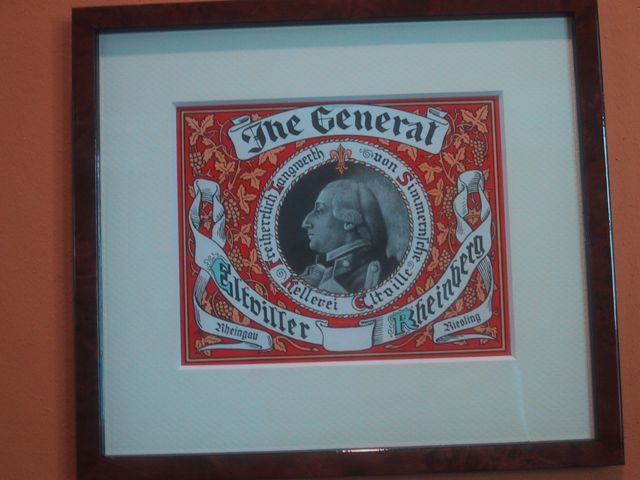 The General
Freiherrlich Langwerth von Simmern'sche
Kellerei Eltville
Eltviller Rheinberg
Rheingau Riesling